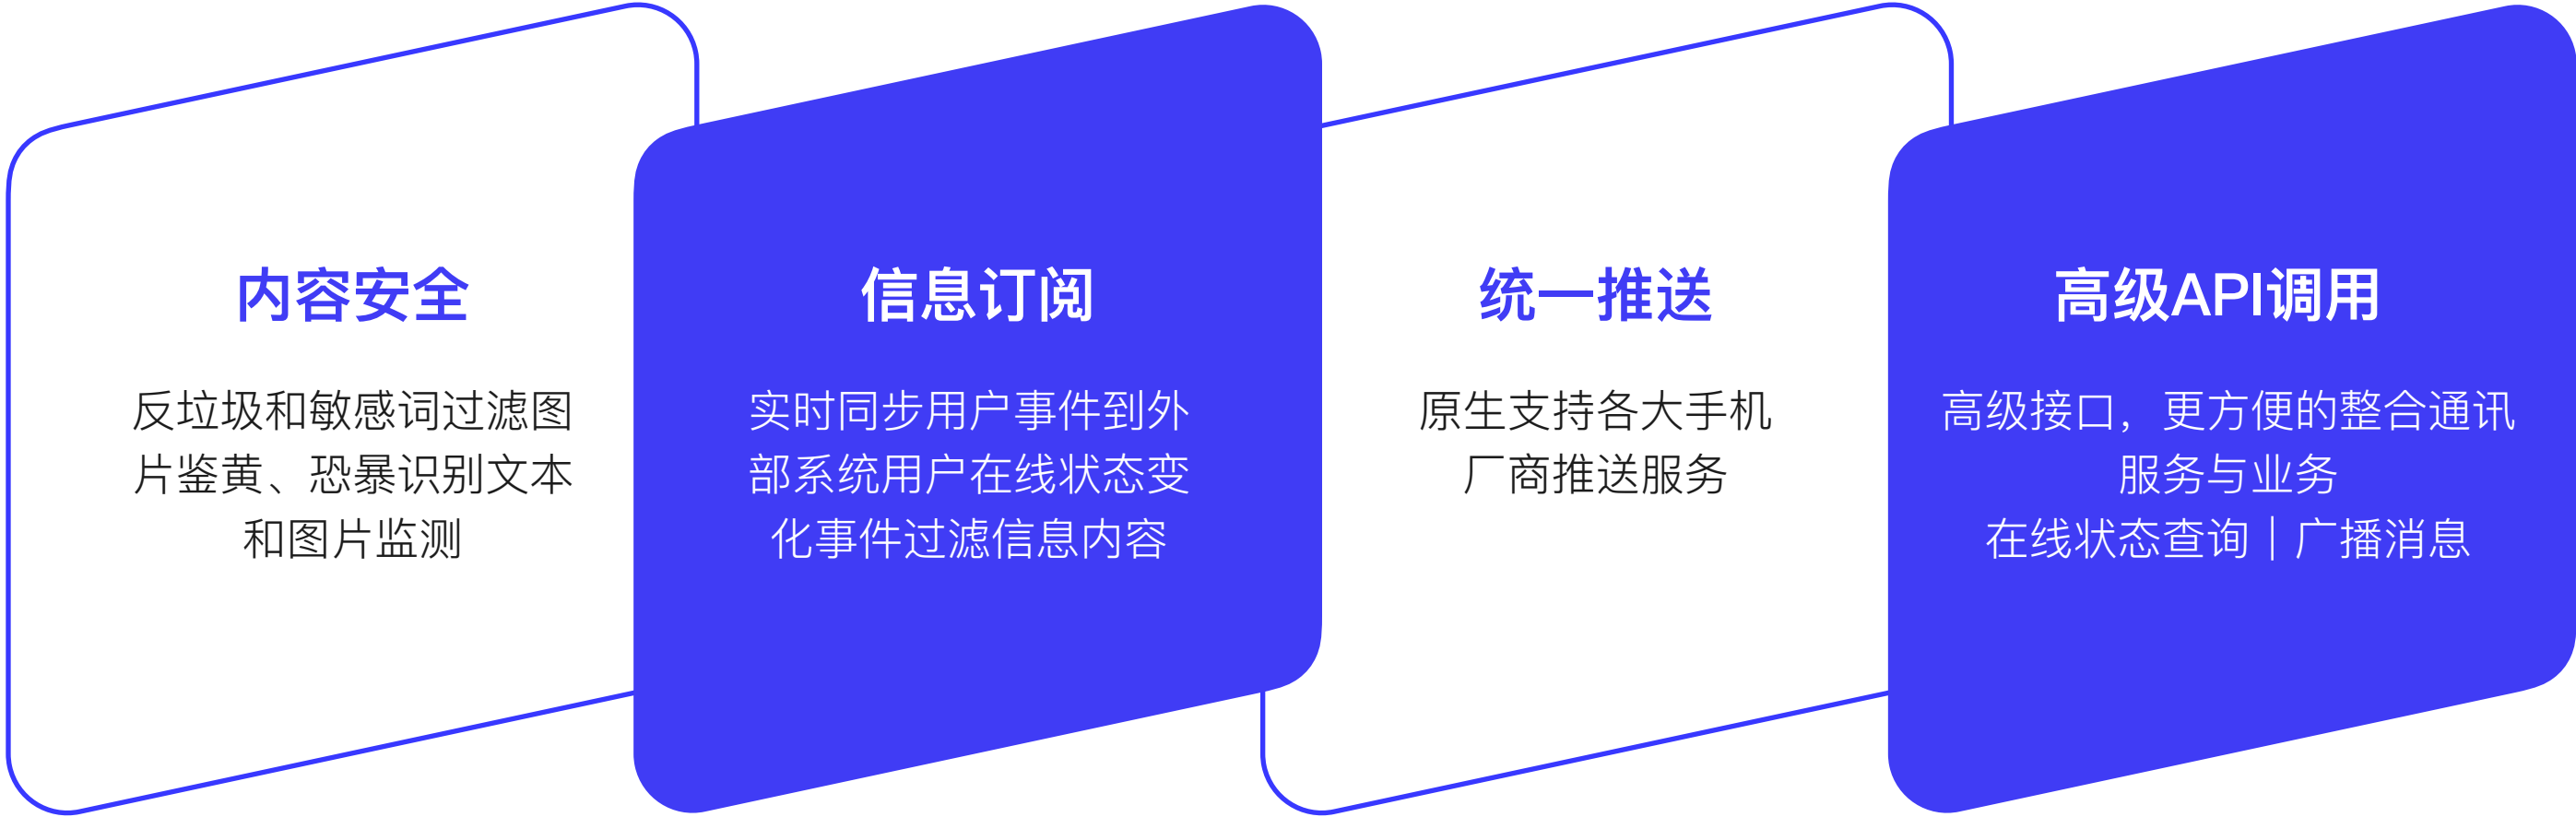 内容安全
反垃圾和敏感词过滤图
片鉴黄、恐暴识别文本
和图片监测
信息订阅
实时同步用户事件到外
部系统用户在线状态变
化事件过滤信息内容
统一推送
原生支持各大手机
厂商推送服务
高级API调用
高级接口，更方便的整合通讯
服务与业务
在线状态查询｜广播消息